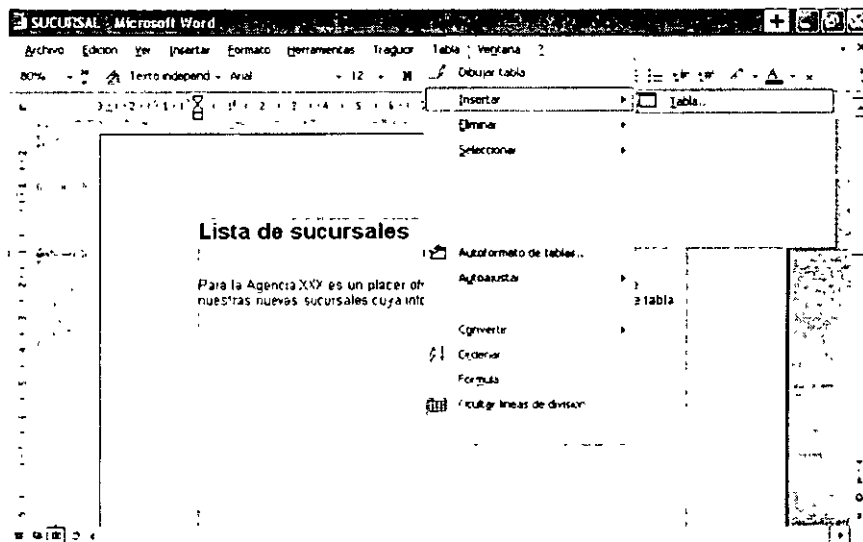 SUCURSAL - Microsoft Word
Archivo Edición Ver Insertar Formato Herramientas Traducir Tabla Ventana ?
80% Texto independ Arial 12 N
Dibujar tabla
Insertar
Tabla...
Eliminar
Seleccionar
Lista de sucursales
Autoformato de tablas...
Para la Agencia XXX es un placer
Autoajustar
nuestras nuevas sucursales cuya tabla
Convertir
Ordenar
Fórmula
Ocultar líneas de división